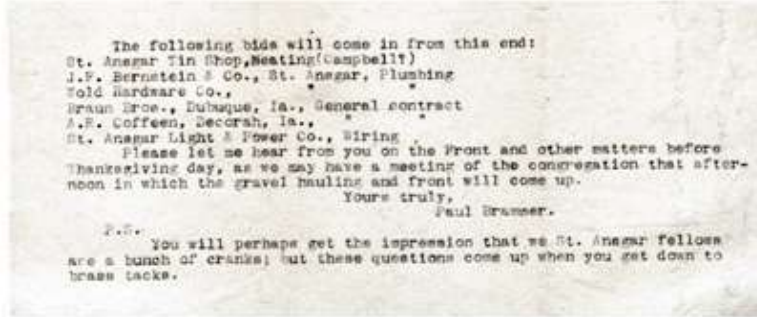 The following bids will come in from this end:
St. Ansgar Tin Shop,Heating(Campbell?)
J.F. Bernstein & Co., St. Ansgar, Plumbing
Told Hardware Co., " "
Braun Bros., Dubuque, Ia., General contract
A.R. Coffeen, Decorah, Ia., " "
St. Ansgar Light & Power Co., Wiring
Please let me hear from you on the Front and other matters before
Thanksgiving day, as we may have a meeting of the congregation that after-
noon in which the gravel hauling and front will come up.
Yours truly,
Paul
P.S.
You will perhaps get the impression that we St. Ansgar fellows
are a bunch of cranks; but these questions come up when you get down to
brass tacks.